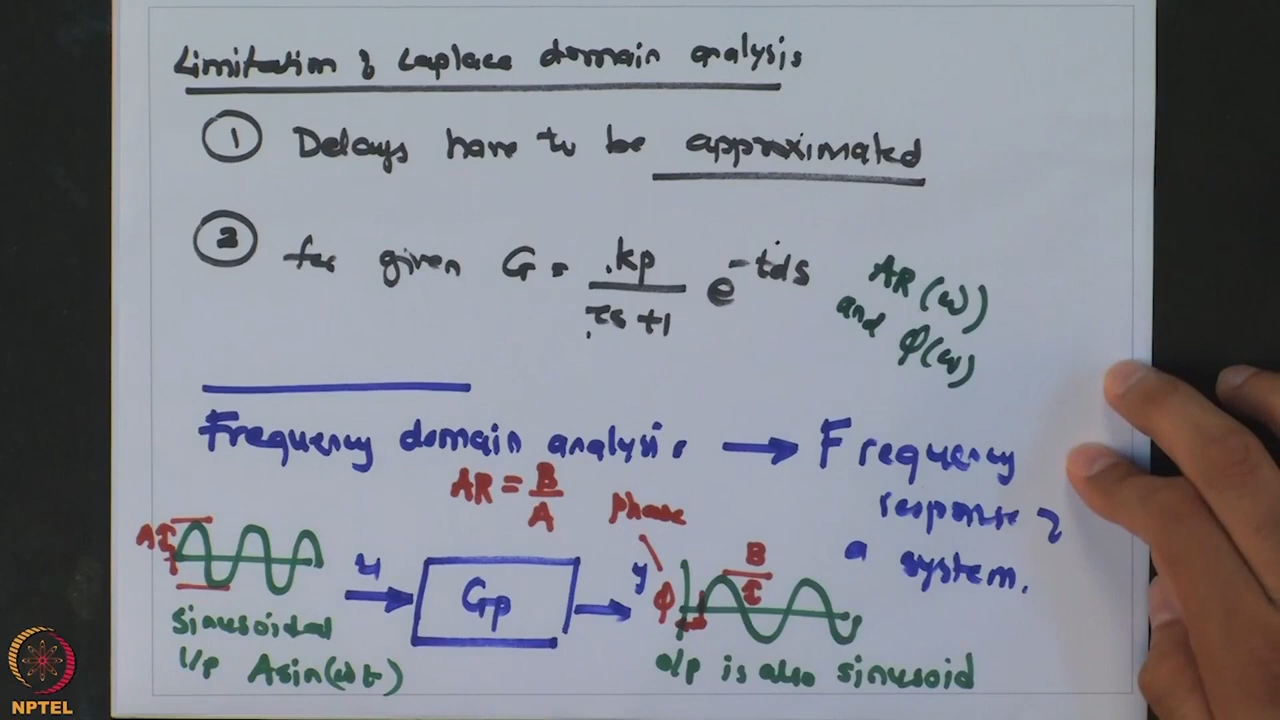 Limitation of Laplace domain analysis
① Delays have to be approximated
② for given G = kp / τs + 1 e^-tds
AR(ω)
and φ(ω)
Frequency domain analysis → Frequency
response of
a system.
AR = B / A
phase
A
u
Gp
y
φ
B
Sinusoidal
i/p A sin(ωt)
o/p is also sinusoid
NPTEL